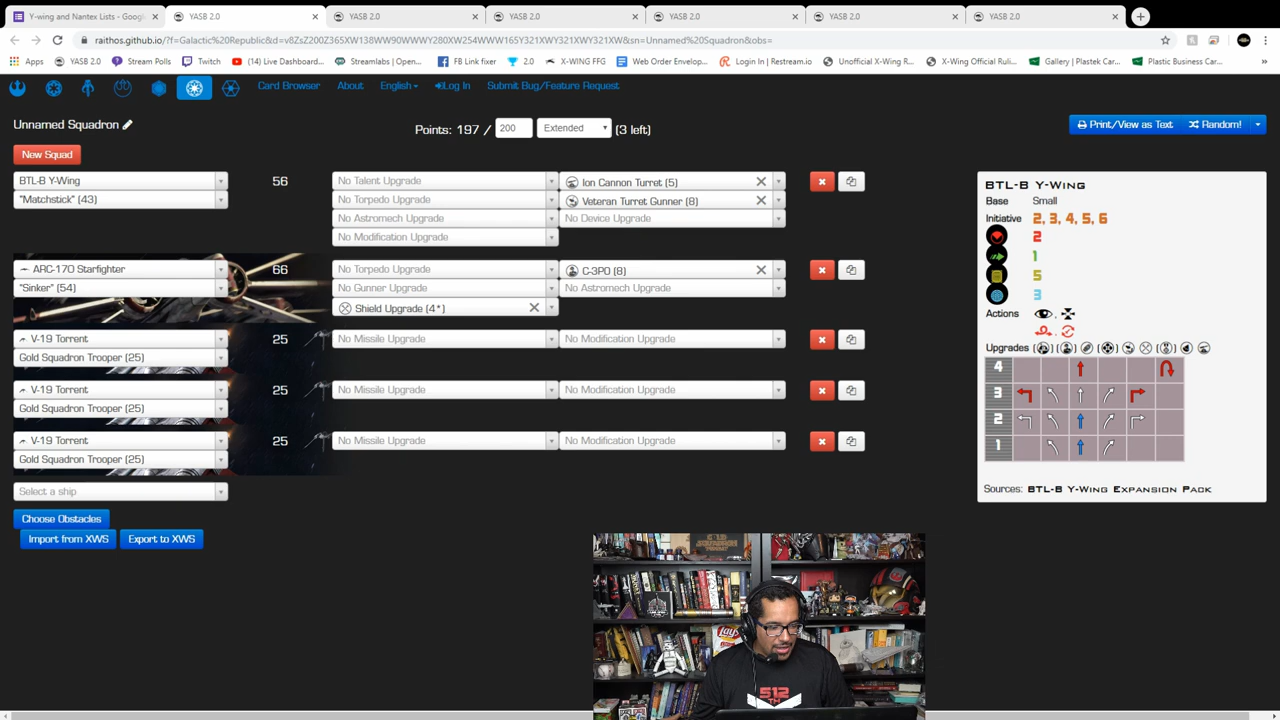 Y-wing and Nantex Lists - Goog
YASB 2.0
YASB 2.0
YASB 2.0
YASB 2.0
YASB 2.0
YASB 2.0
raithos.github.io/?f=Galactic%20Republic&d=v8ZsZ200Z365XW138WW90WWWY280XW254WWW165Y321XWY321XWY321XW&sn=Unnamed%20Squadron&obs=
Apps YASB 2.0 Stream Polls Twitch (14) Live Dashboard... Streamlabs | Open... FB Link fixer 2.0 X-WING FFG Web Order Envelop... Login In | Restream.io Unofficial X-Wing R... X-Wing Official Ruli... Gallery | Plastek Car... Plastic Business Car...
Card Browser About English Log In Submit Bug/Feature Request
Unnamed Squadron Points: 197 / 200 Extended (3 left) Print/View as Text Random!
New Squad
BTL-B Y-Wing 56 No Talent Upgrade Ion Cannon Turret (5)
"Matchstick" (43) No Torpedo Upgrade Veteran Turret Gunner (8)
No Astromech Upgrade No Device Upgrade
No Modification Upgrade
ARC-170 Starfighter 66 No Torpedo Upgrade C-3PO (8)
"Sinker" (54) No Gunner Upgrade No Astromech Upgrade
Shield Upgrade (4*)
V-19 Torrent 25 No Missile Upgrade No Modification Upgrade
Gold Squadron Trooper (25)
V-19 Torrent 25 No Missile Upgrade No Modification Upgrade
Gold Squadron Trooper (25)
V-19 Torrent 25 No Missile Upgrade No Modification Upgrade
Gold Squadron Trooper (25)
Select a ship
Choose Obstacles
Import from XWS Export to XWS
BTL-B Y-Wing
Base Small
Initiative 2, 3, 4, 5, 6
2
1
5
3
Actions
Upgrades
4
3
2
1
Sources: BTL-B Y-Wing Expansion Pack
Lay's
512